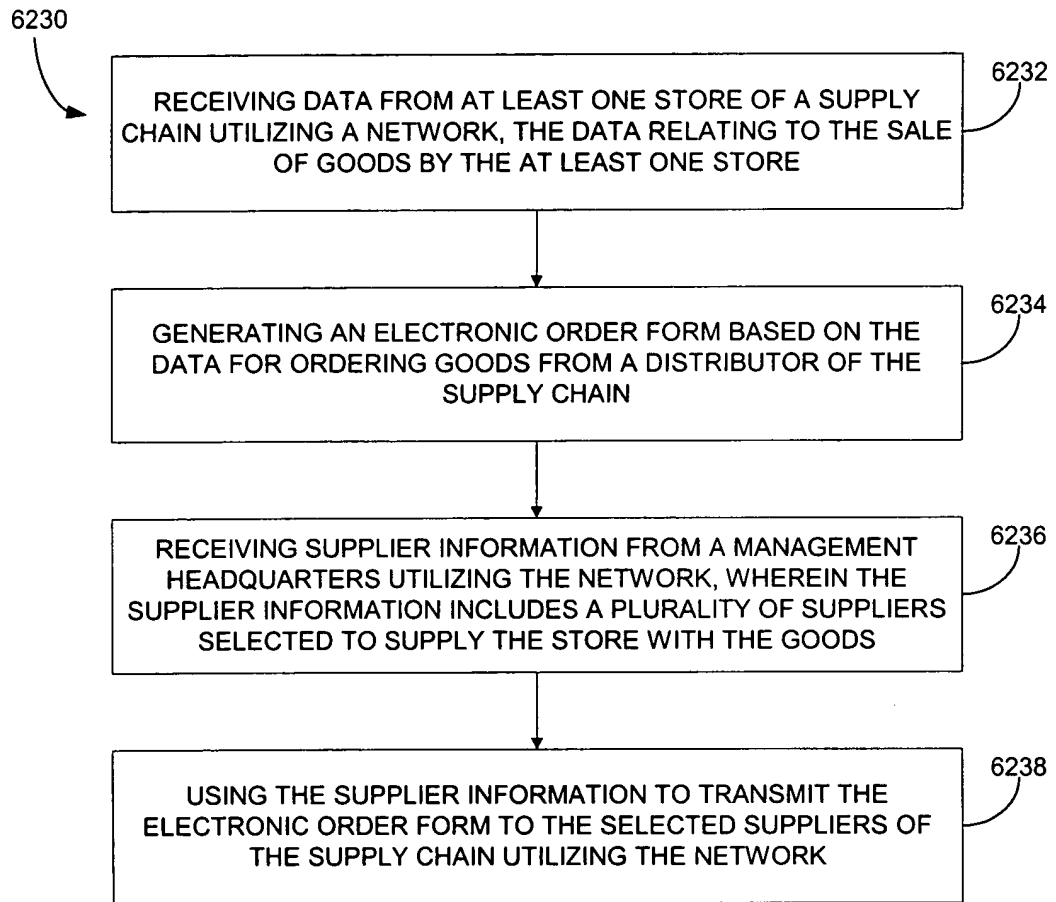 6230
6232
RECEIVING DATA FROM AT LEAST ONE STORE OF A SUPPLY
CHAIN UTILIZING A NETWORK, THE DATA RELATING TO THE SALE
OF GOODS BY THE AT LEAST ONE STORE
6234
GENERATING AN ELECTRONIC ORDER FORM BASED ON THE
DATA FOR ORDERING GOODS FROM A DISTRIBUTOR OF THE
SUPPLY CHAIN
6236
RECEIVING SUPPLIER INFORMATION FROM A MANAGEMENT
HEADQUARTERS UTILIZING THE NETWORK, WHEREIN THE
SUPPLIER INFORMATION INCLUDES A PLURALITY OF SUPPLIERS
SELECTED TO SUPPLY THE STORE WITH THE GOODS
6238
USING THE SUPPLIER INFORMATION TO TRANSMIT THE
ELECTRONIC ORDER FORM TO THE SELECTED SUPPLIERS OF
THE SUPPLY CHAIN UTILIZING THE NETWORK